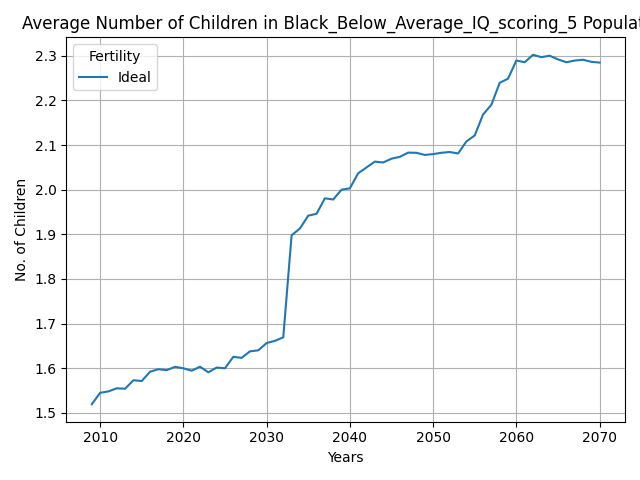 Average Number of Children in Black_Below_Average_IQ_scoring_5 Populat
Fertility
Ideal
No. of Children
2.3
2.2
2.1
2.0
1.9
1.8
1.7
1.6
1.5
2010 2020 2030 2040 2050 2060 2070
Years